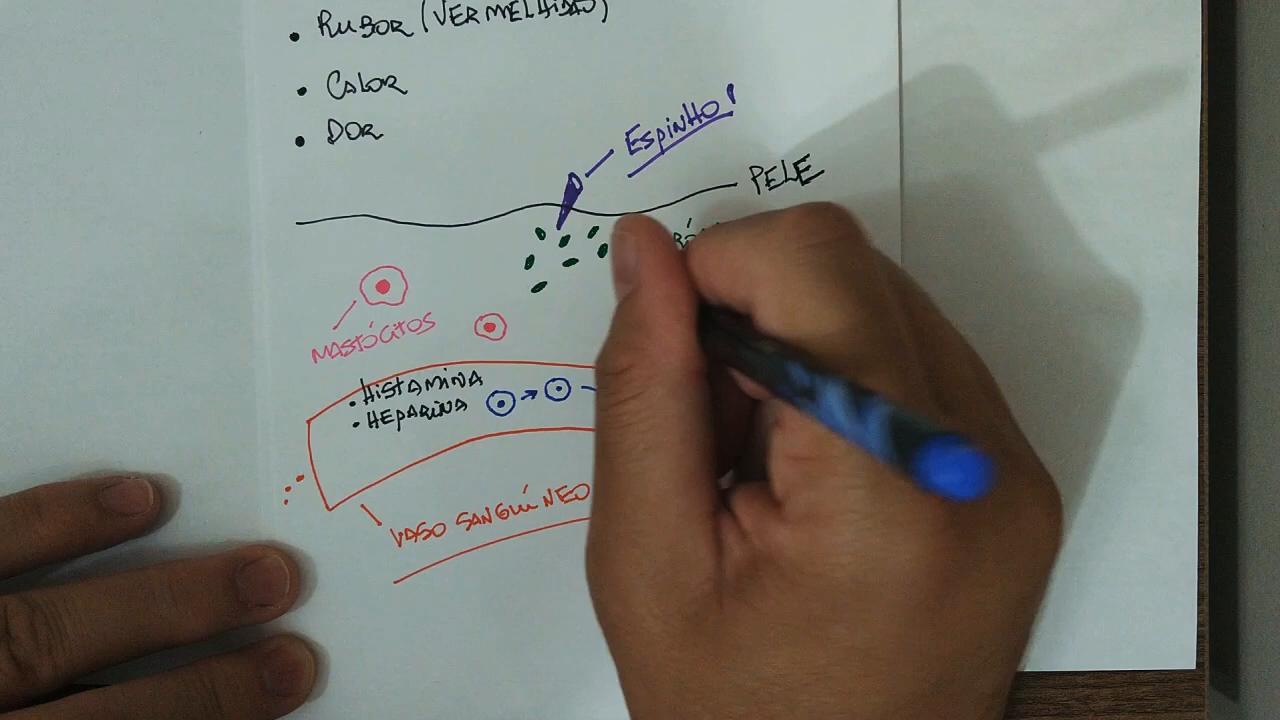 • RUBOR (VERMELHIDÃO)
• CALOR
• DOR
ESPINHO!
PELE
MASTÓCITOS
• HISTAMINA
• HEPARINA
VASO SANGUÍNEO